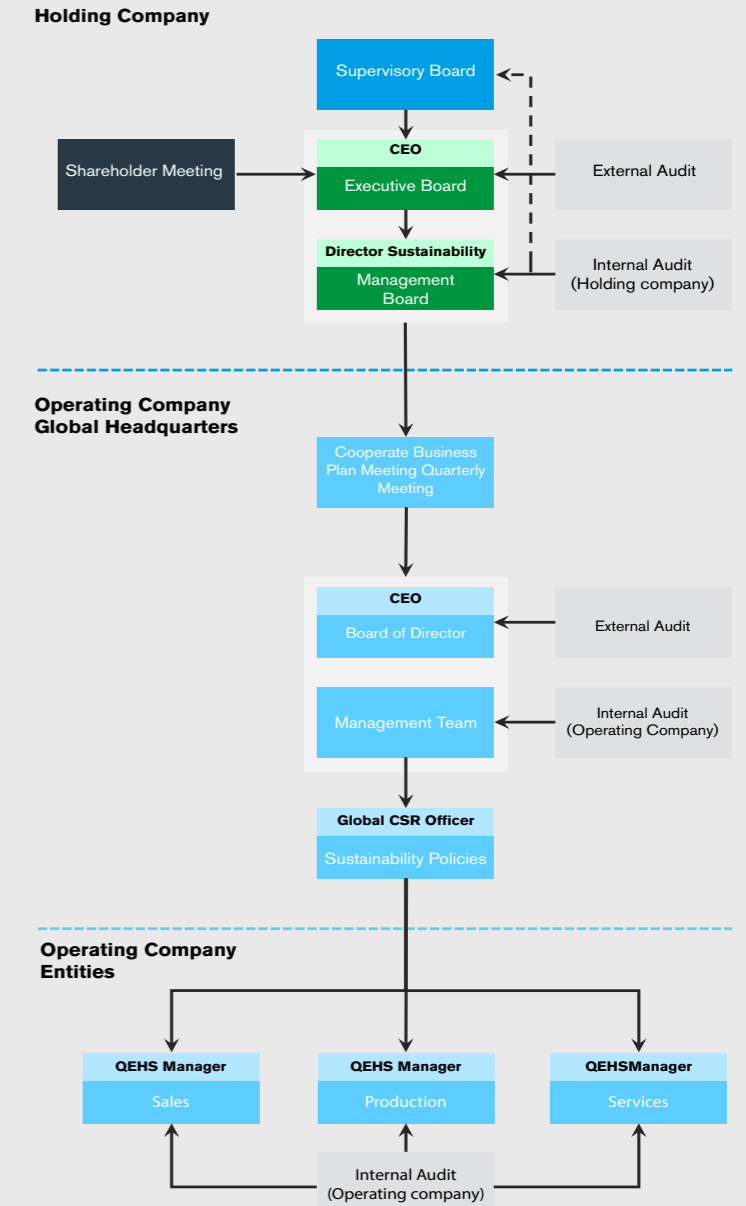 Holding Company
Supervisory Board
Shareholder Meeting
CEO
Executive Board
External Audit
Director Sustainability
Management
Board
Internal Audit
(Holding company)
Operating Company
Global Headquarters
Cooperate Business
Plan Meeting Quarterly
Meeting
CEO
Board of Director
External Audit
Management Team
Internal Audit
(Operating Company)
Global CSR Officer
Sustainability Policies
Operating Company
Entities
QEHS Manager
Sales
QEHS Manager
Production
QEHSManager
Services
Internal Audit
(Operating company)